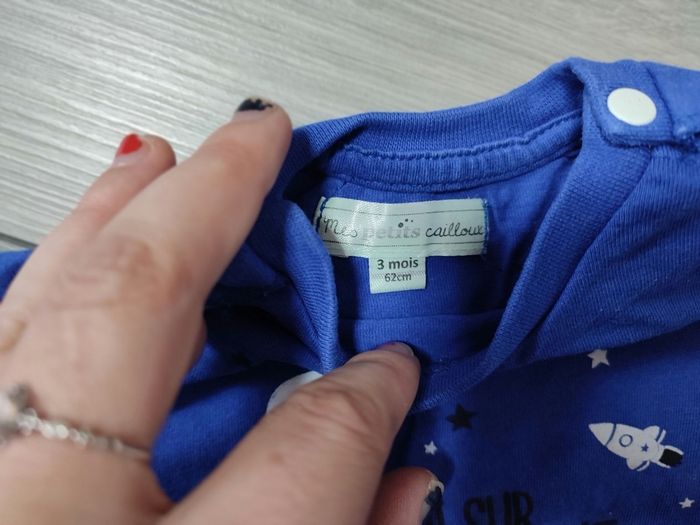 Mes petits cailloux
3 mois
62cm
SUR